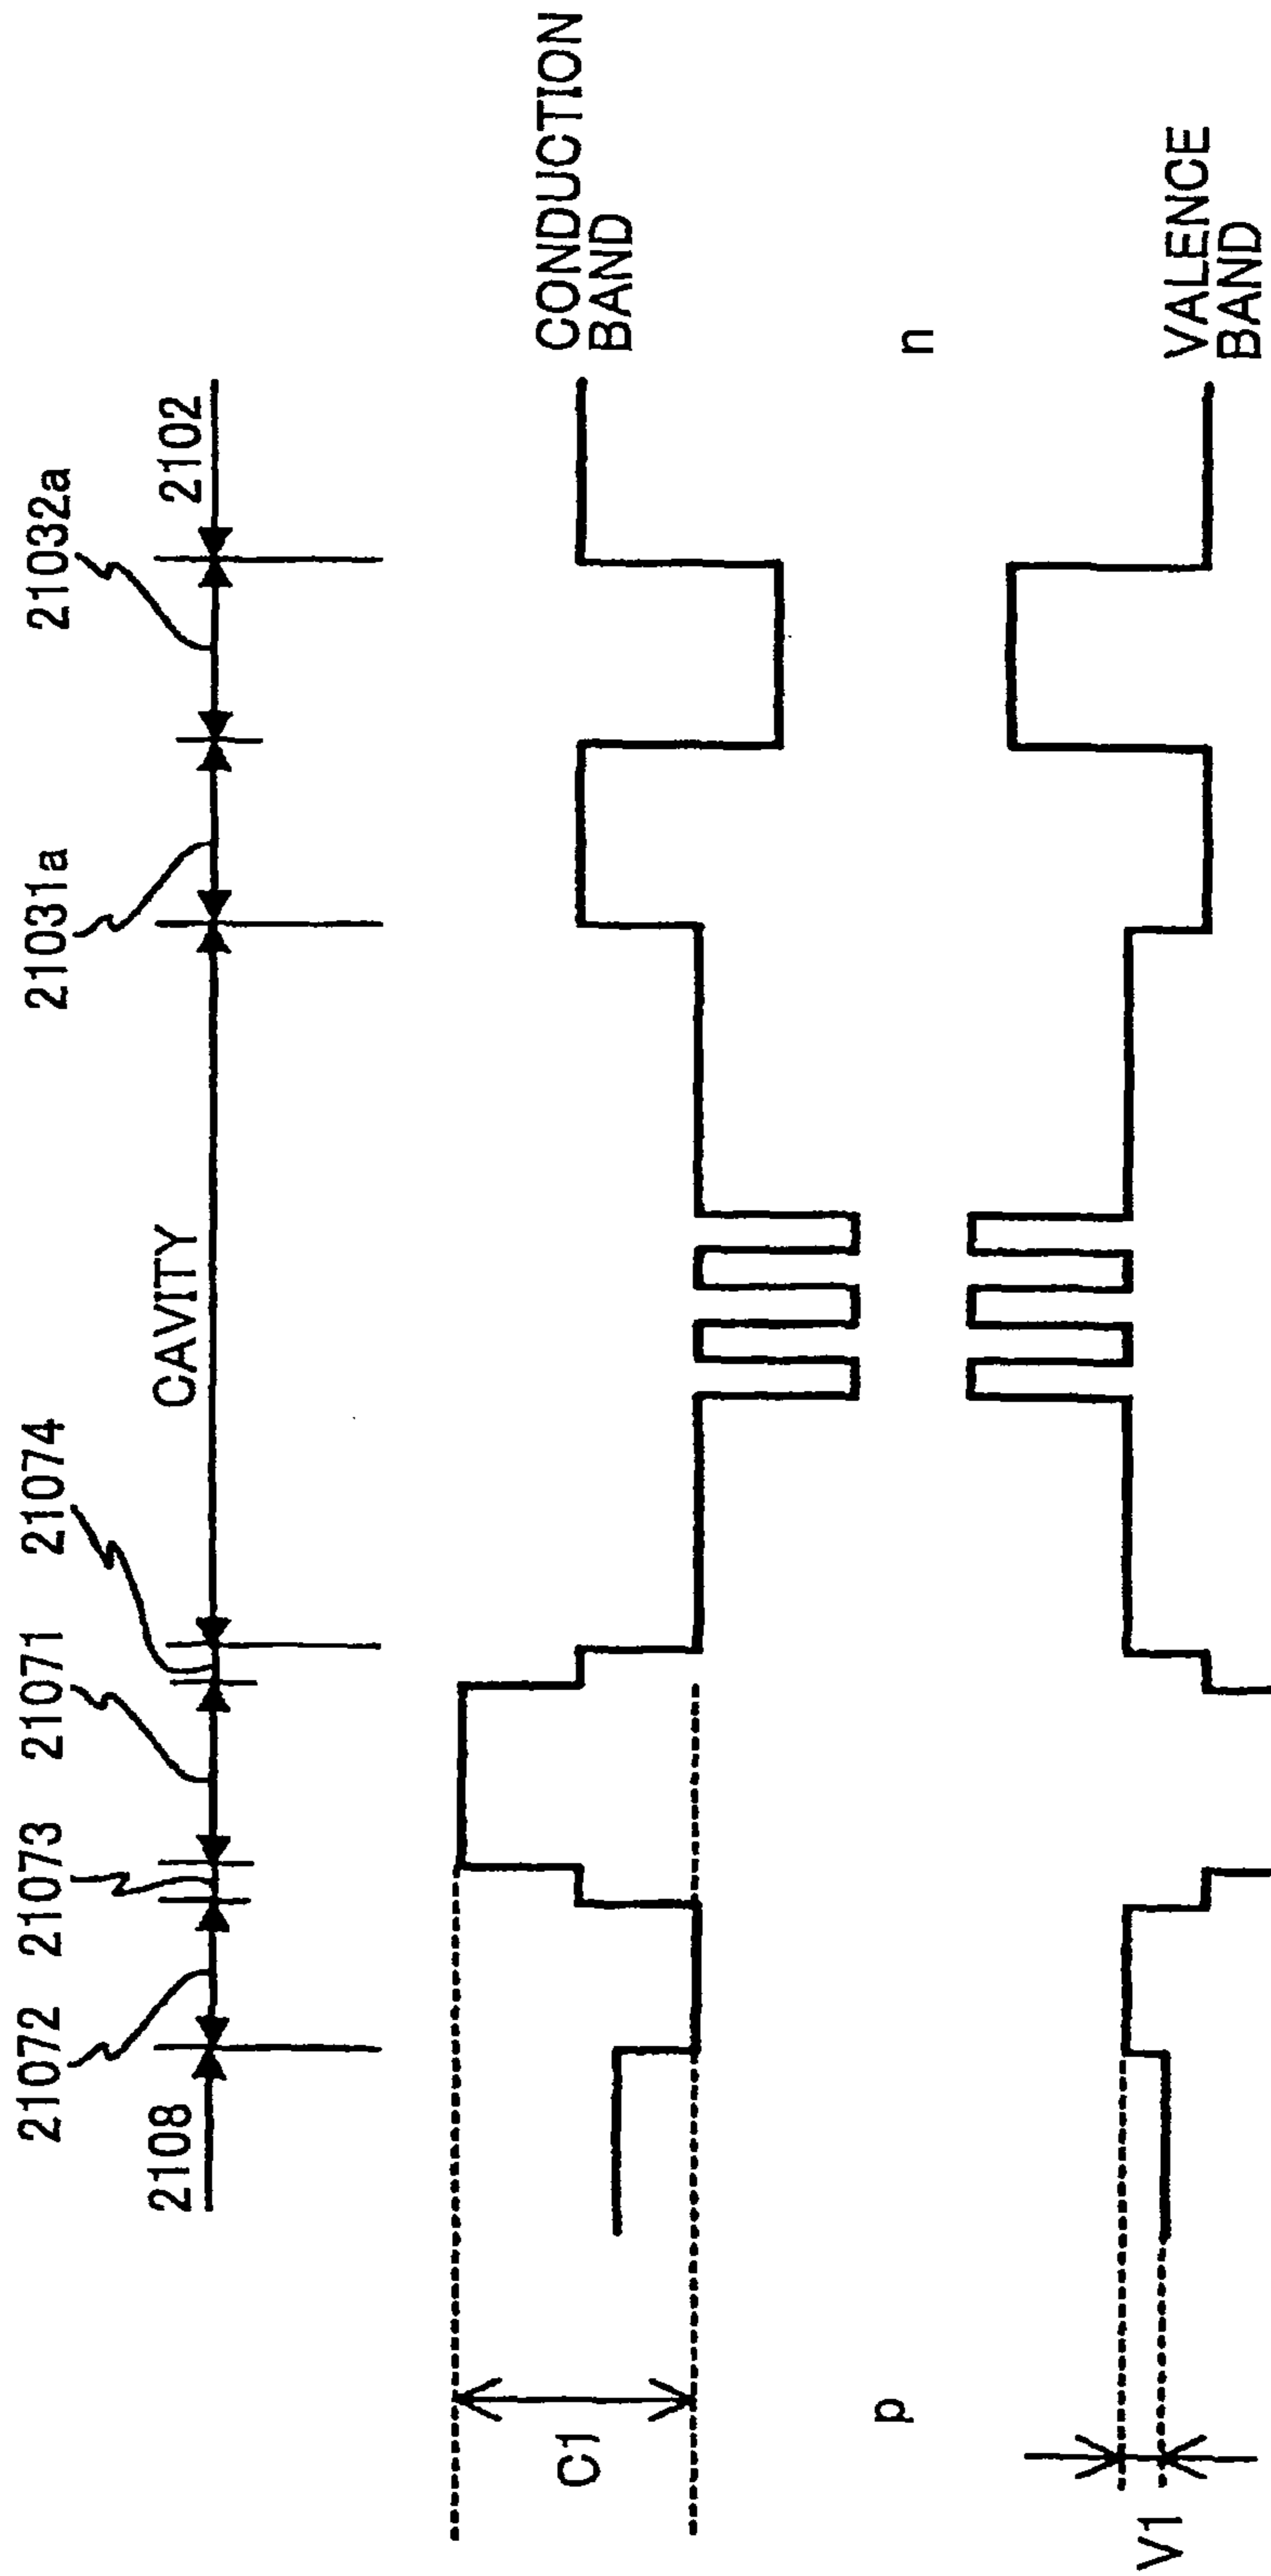 21072 21073 21071 21074 21031a 21032a
2108 CAVITY 2102
C1
CONDUCTION
BAND
p n
V1
VALENCE
BAND